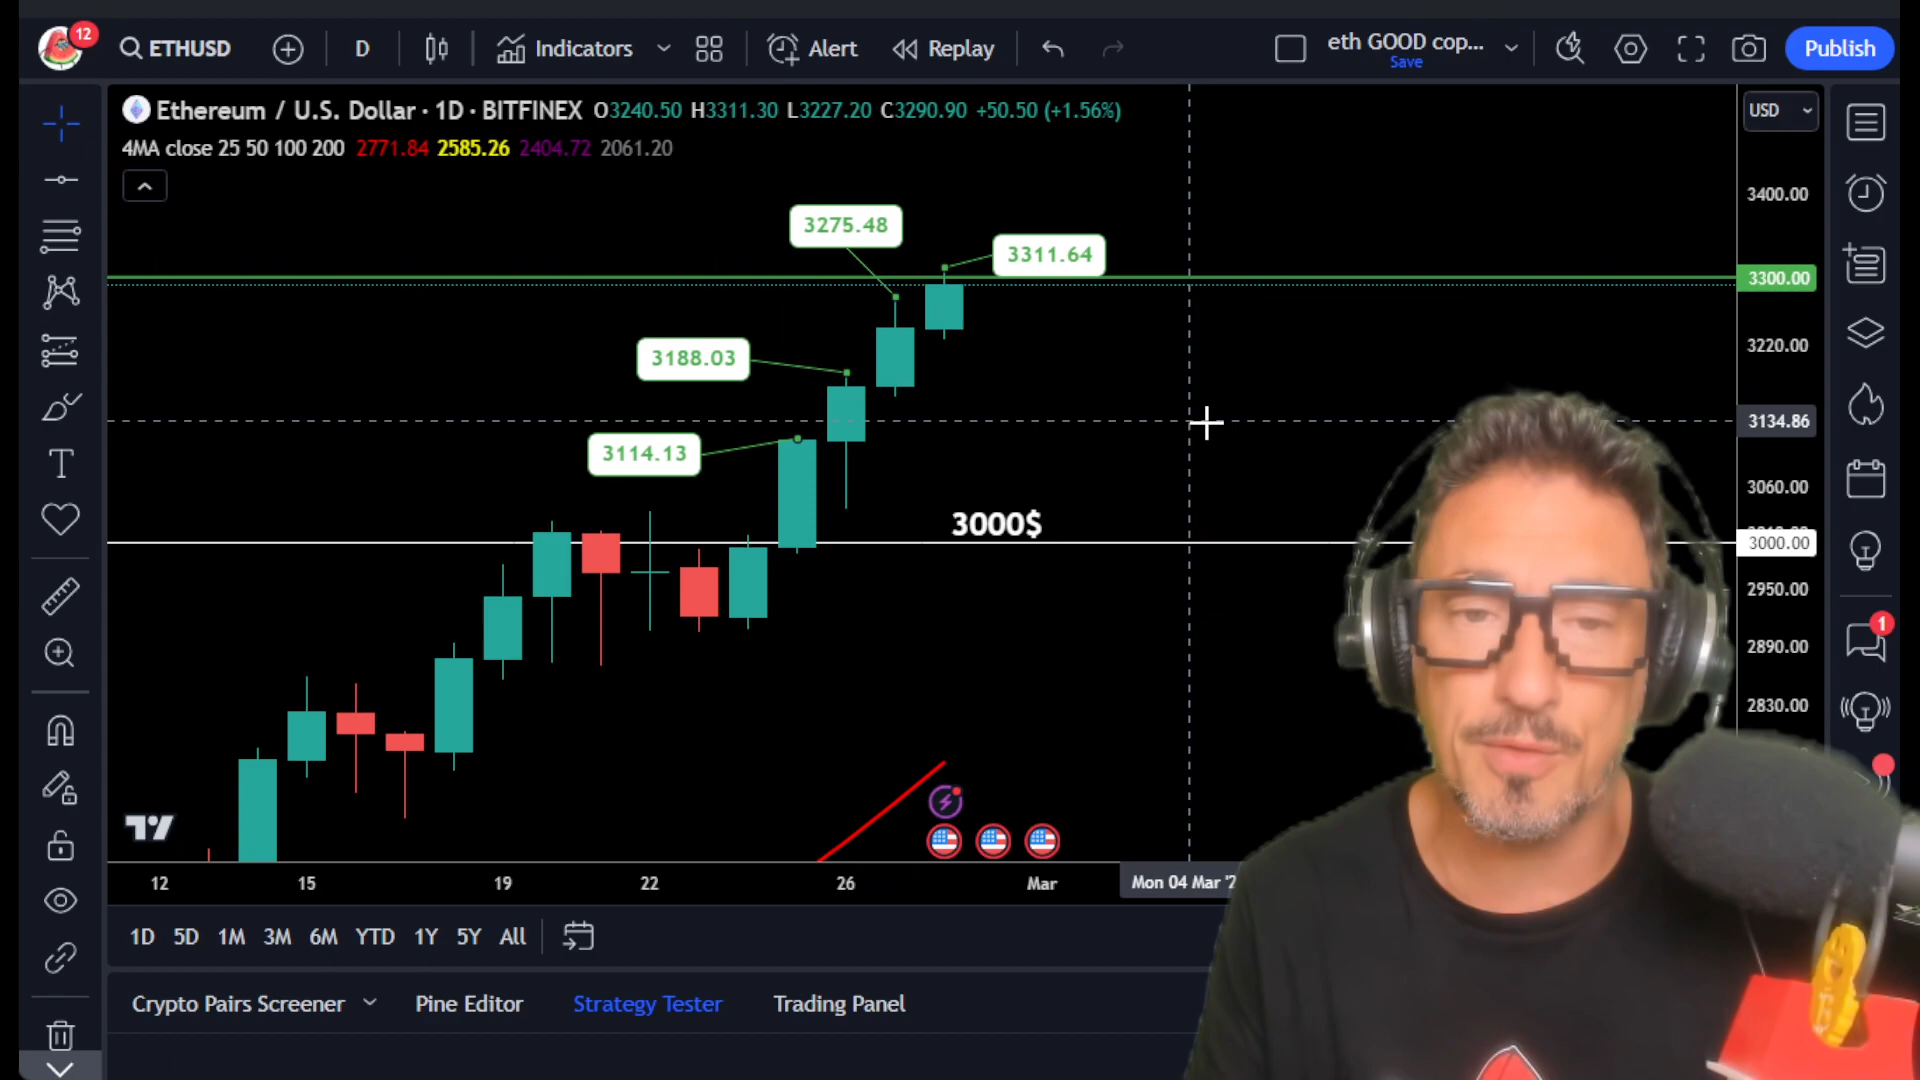 12
ETHUSD
D
Indicators
Alert
Replay
eth GOOD cop...
Save
Publish
Ethereum / U.S. Dollar · 1D · BITFINEX O3240.50 H3311.30 L3227.20 C3290.90 +50.50 (+1.56%)
USD
4MA close 25 50 100 200 2771.84 2585.26 2404.72 2061.20
3400.00
3275.48
3311.64
3300.00
3220.00
3188.03
3134.86
3114.13
3060.00
3000$
3000.00
2950.00
1
2890.00
2830.00
12 15 19 22 26 Mar Mon 04 Mar '2
1D 5D 1M 3M 6M YTD 1Y 5Y All
Crypto Pairs Screener Pine Editor Strategy Tester Trading Panel